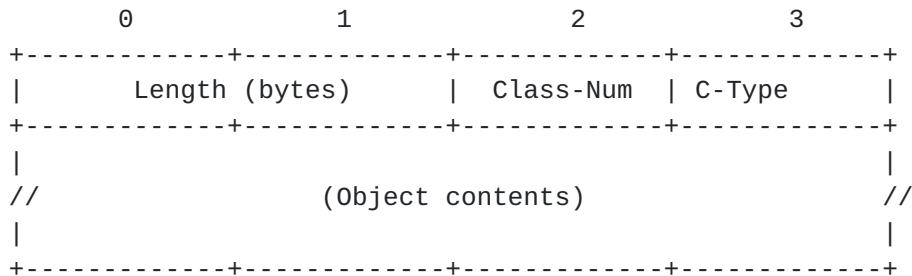 0             1              2             3
+-------------+-------------+-------------+-------------+
|       Length (bytes)      |  Class-Num  | C-Type      |
+-------------+-------------+-------------+-------------+
|                                                       |
//                  (Object contents)                   //
|                                                       |
+-------------+-------------+-------------+-------------+